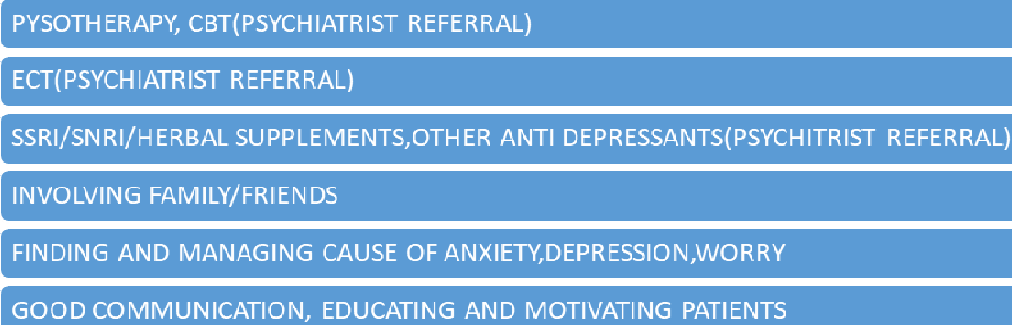 PYSOTHERAPY, CBT(PSYCHIATRIST REFERRAL)
ECT(PSYCHIATRIST REFERRAL)
SSRI/SNRI/HERBAL SUPPLEMENTS,OTHER ANTI DEPRESSANTS(PSYCHITRIST REFERRAL)
INVOLVING FAMILY/FRIENDS
FINDING AND MANAGING CAUSE OF ANXIETY,DEPRESSION,WORRY
GOOD COMMUNICATION, EDUCATING AND MOTIVATING PATIENTS